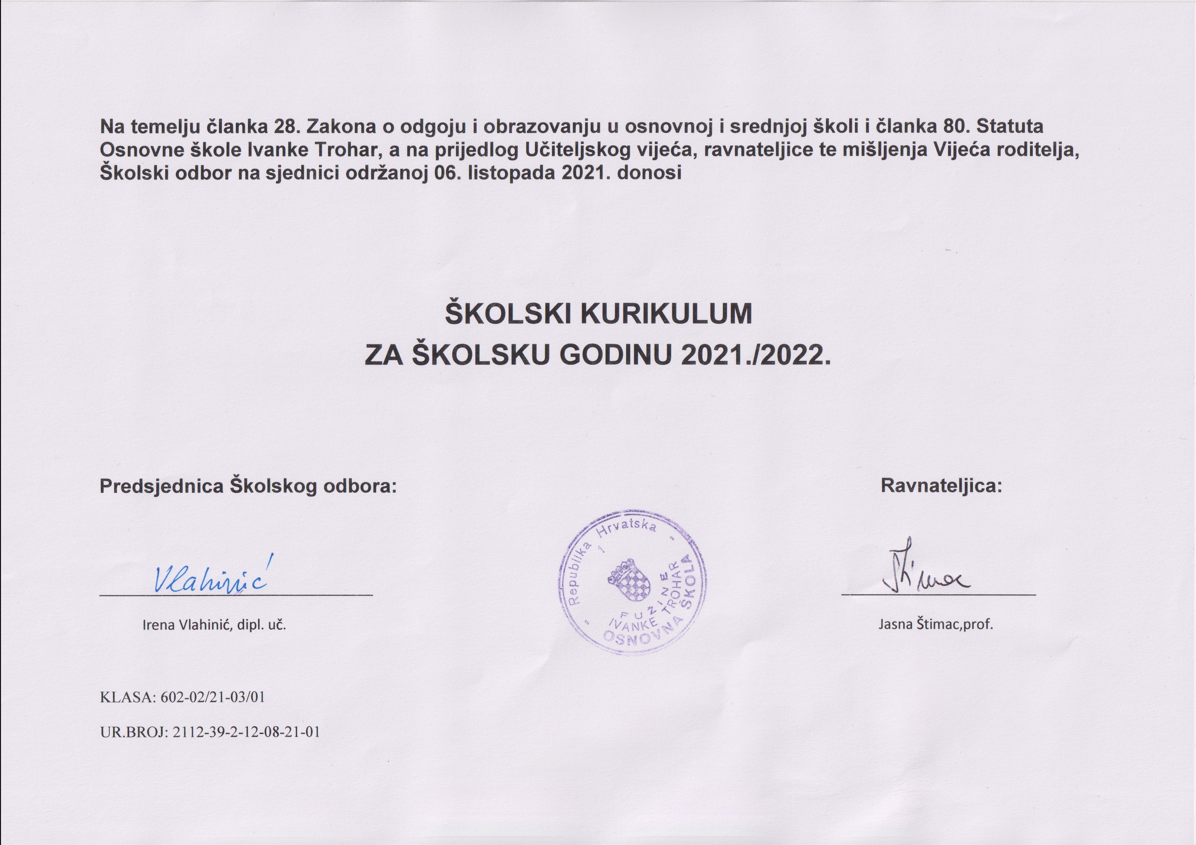 Na temelju članka 28. Zakona o odgoju i obrazovanju u osnovnoj i srednjoj školi i članka 80. Statuta
Osnovne škole Ivanke Trohar, a na prijedlog Učiteljskog vijeća, ravnateljice te mišljenja Vijeća roditelja,
Školski odbor na sjednici održanoj 06. listopada 2021. donosi
ŠKOLSKI KURIKULUM
ZA ŠKOLSKU GODINU 2021./2022.
Predsjednica Školskog odbora:
Ravnateljica:
Vlahinić
Štimac
Irena Vlahinić, dipl. uč.
Jasna Štimac,prof.
- Republika Hrvatska -
1
FUŽINE
IVANKE TROHAR
OSNOVNA ŠKOLA
KLASA: 602-02/21-03/01
UR.BROJ: 2112-39-2-12-08-21-01